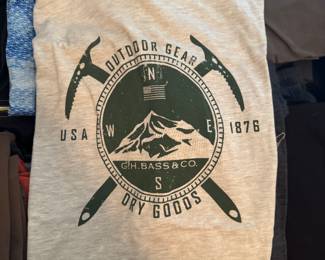 OUTDOOR GEAR
N
USA W E 1876
G.H. BASS & CO.
S
DRY GOODS